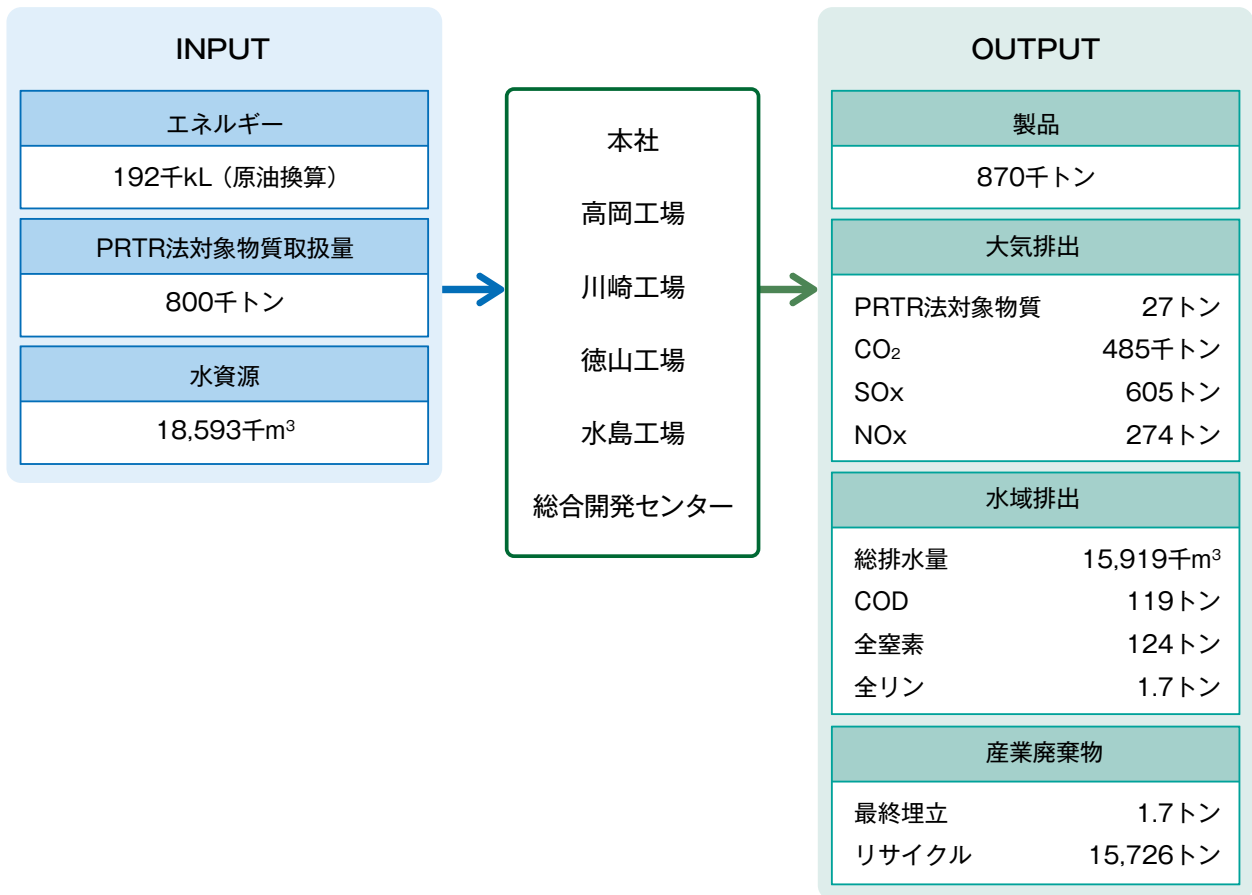 INPUT
エネルギー
192千kL（原油換算）
PRTR法対象物質取扱量
800千トン
水資源
18,593千m³
本社
高岡工場
川崎工場
徳山工場
水島工場
総合開発センター
OUTPUT
製品
870千トン
大気排出
PRTR法対象物質 27トン
CO₂ 485千トン
SOx 605トン
NOx 274トン
水域排出
総排水量 15,919千m³
COD 119トン
全窒素 124トン
全リン 1.7トン
産業廃棄物
最終埋立 1.7トン
リサイクル 15,726トン